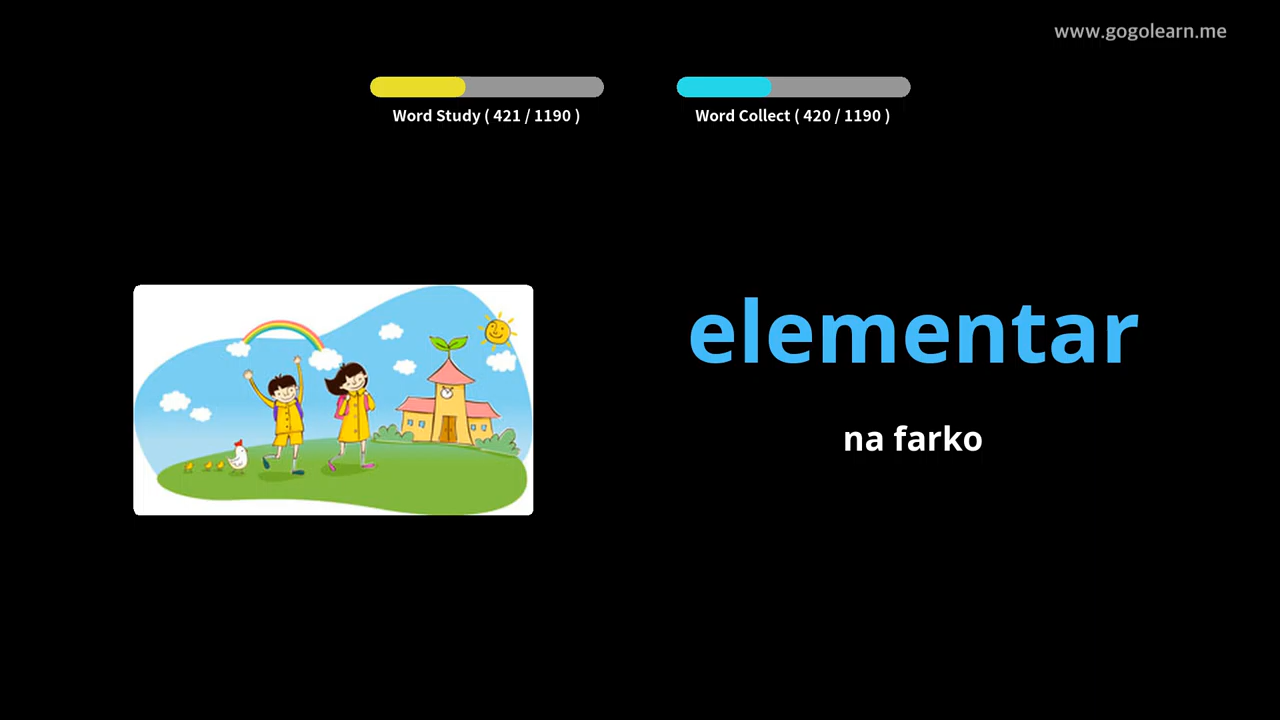 www.gogolearn.me
Word Study ( 421 / 1190 )
Word Collect ( 420 / 1190 )
elementar
na farko